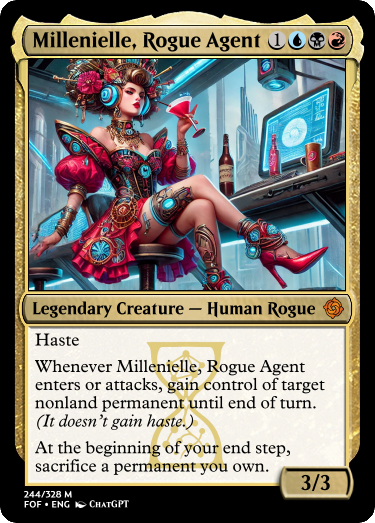 Millenielle, Rogue Agent 1
Legendary Creature — Human Rogue
Haste
Whenever Millenielle, Rogue Agent
enters or attacks, gain control of target
nonland permanent until end of turn.
(It doesn't gain haste.)
At the beginning of your end step,
sacrifice a permanent you own.
3/3
244/328 M
FOF • ENG ChatGPT